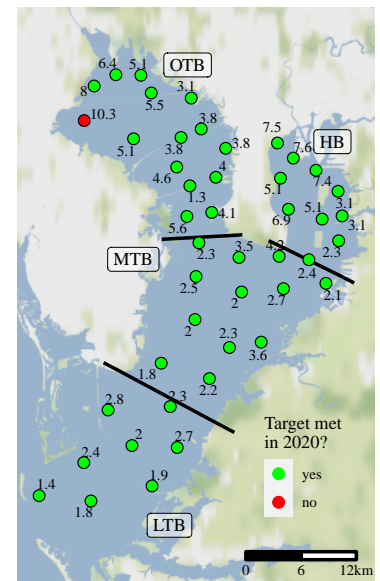 6.4 5.1
OTB
8 5.5 3.1
10.3
3.8 3.8
5.1 3.8
7.5 HB
7.6
4.6 4 7.4
5.1
1.3 3.1
4.1 6.9 5.1 3.1
5.6
2.3 3.5 4.2 2.3
MTB
2.4
2.5 2 2.7 2.1
2
2.3 3.6
1.8
2.2
2.8 2.3
2 2.7
2.4
1.4 1.8 1.9
LTB
Target met
in 2020?
yes
no
0 6 12km